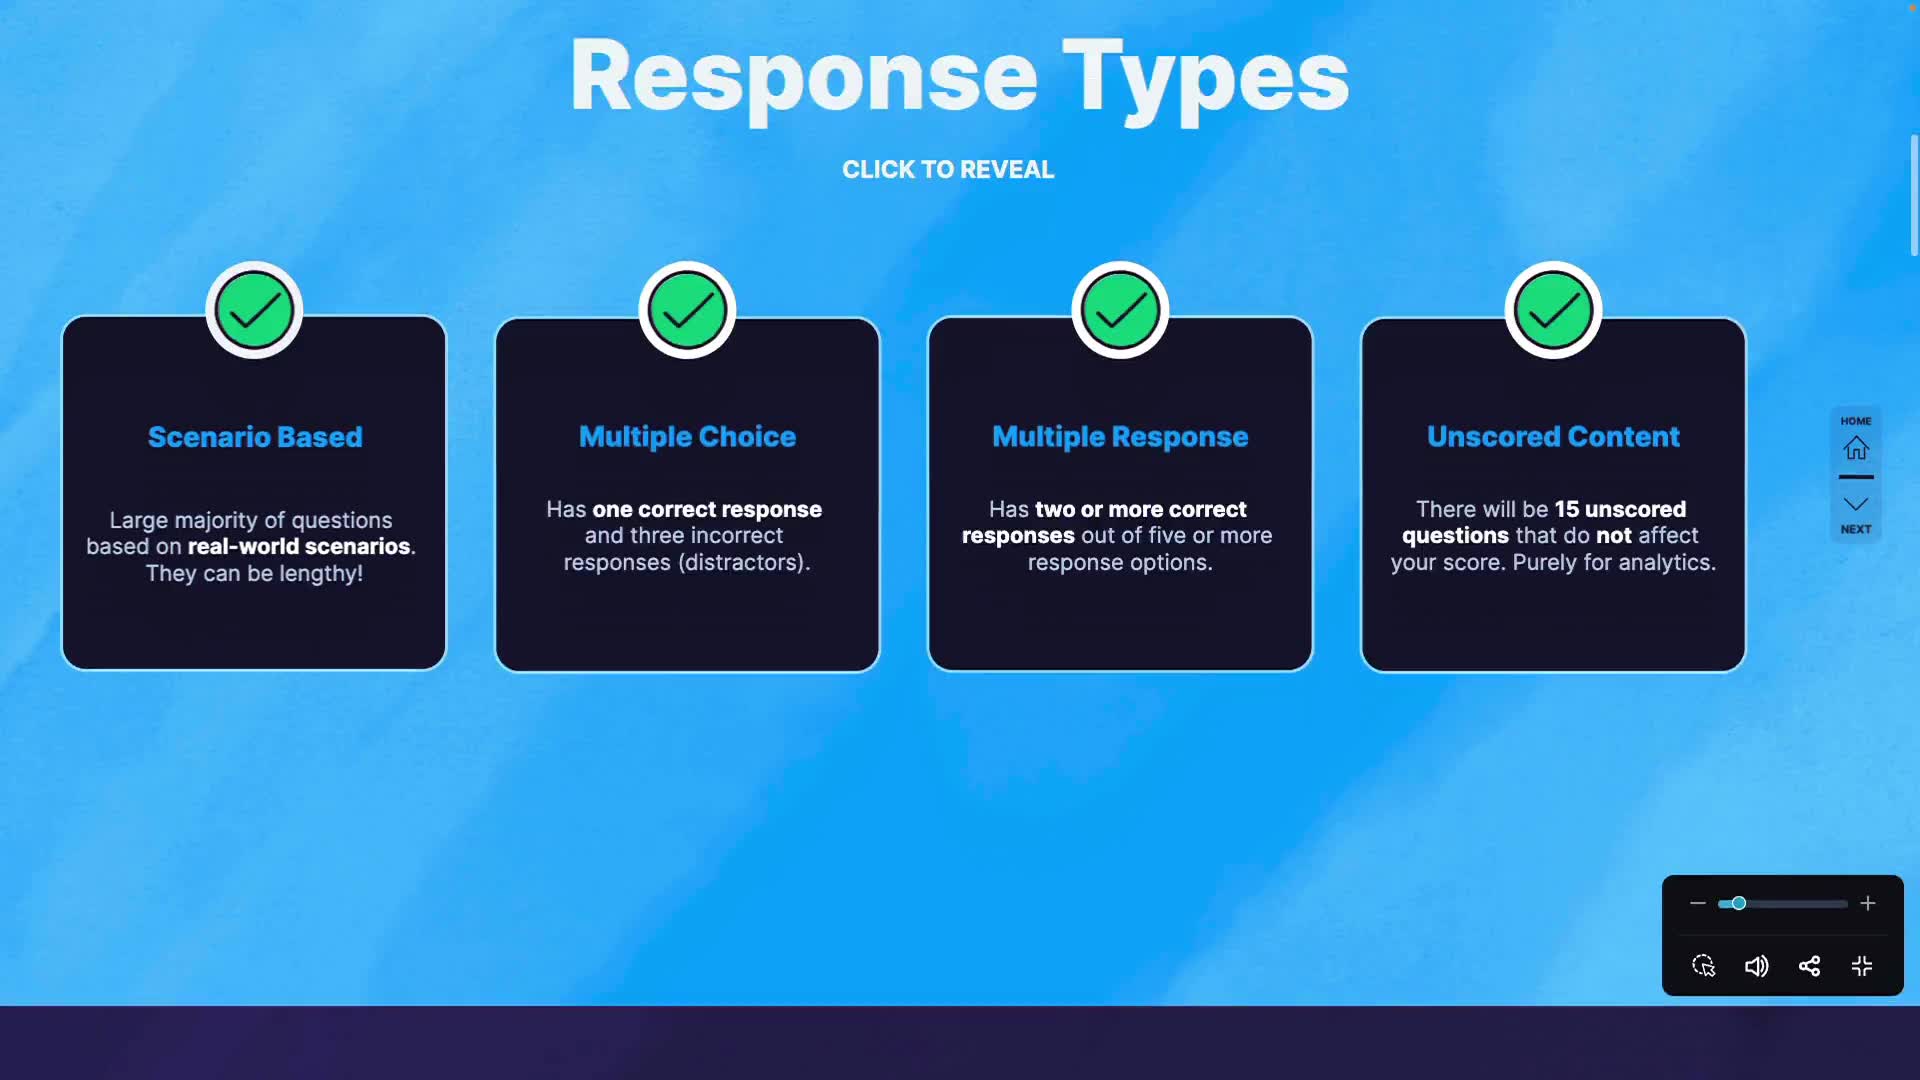 Response Types
CLICK TO REVEAL
Scenario Based
Large majority of questions
based on real-world scenarios.
They can be lengthy!
Multiple Choice
Has one correct response
and three incorrect
responses (distractors).
Multiple Response
Has two or more correct
responses out of five or more
response options.
Unscored Content
There will be 15 unscored
questions that do not affect
your score. Purely for analytics.
HOME
NEXT